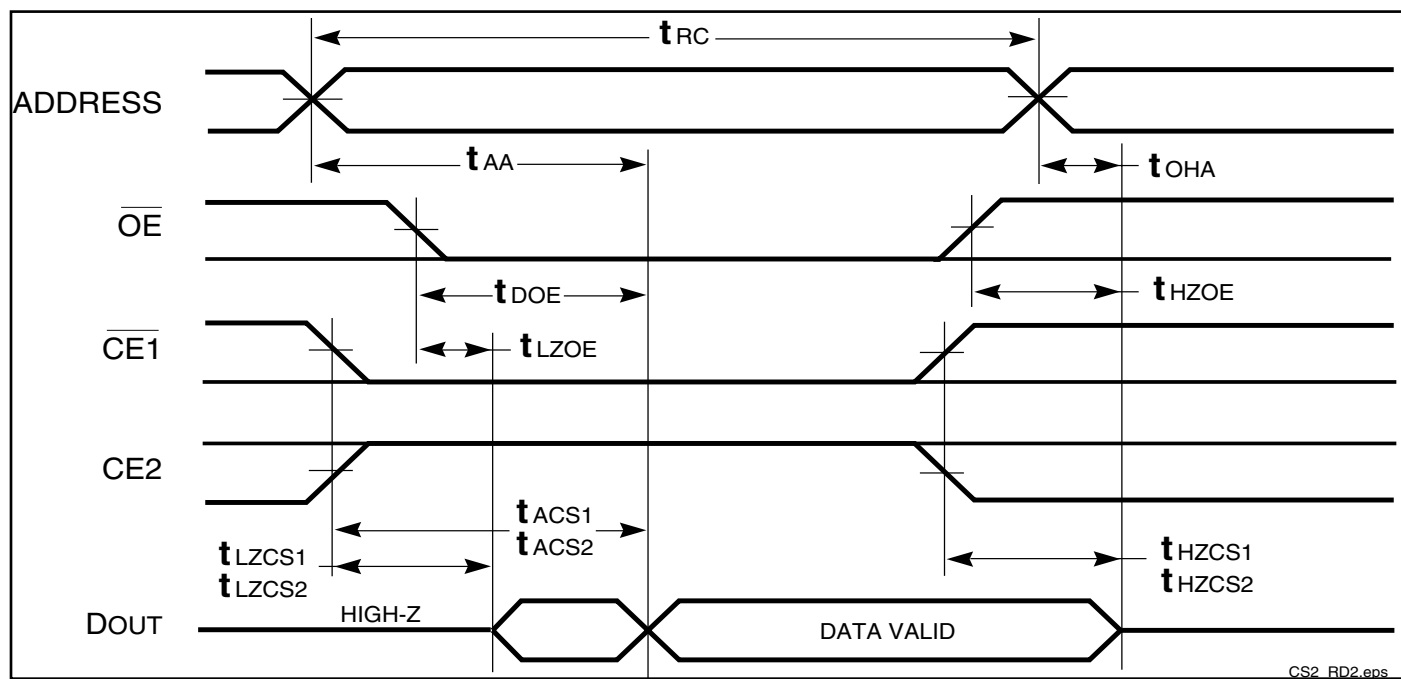 tRC
ADDRESS
tAA
tOHA
OE
tDOE
tHZOE
CE1
tLZOE
CE2
tACS1
tACS2
tLZCS1
tLZCS2
tHZCS1
tHZCS2
DOUT
HIGH-Z
DATA VALID
CS2_RD2.eps